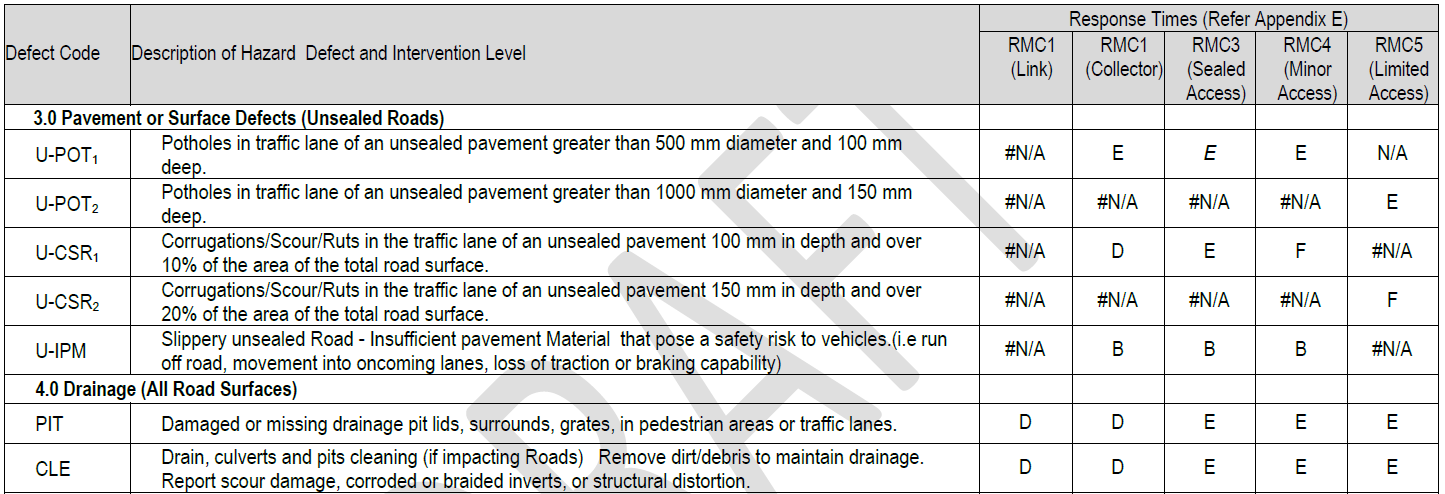 Response Times (Refer Appendix E)
Defect Code Description of Hazard Defect and Intervention Level RMC1 (Link) RMC1 (Collector) RMC3 (Sealed Access) RMC4 (Minor Access) RMC5 (Limited Access)
3.0 Pavement or Surface Defects (Unsealed Roads)
U-POT₁ Potholes in traffic lane of an unsealed pavement greater than 500 mm diameter and 100 mm
deep. #N/A E E E N/A
U-POT₂ Potholes in traffic lane of an unsealed pavement greater than 1000 mm diameter and 150 mm
deep. #N/A #N/A #N/A #N/A E
U-CSR₁ Corrugations/Scour/Ruts in the traffic lane of an unsealed pavement 100 mm in depth and over
10% of the area of the total road surface. #N/A D E F #N/A
U-CSR₂ Corrugations/Scour/Ruts in the traffic lane of an unsealed pavement 150 mm in depth and over
20% of the area of the total road surface. #N/A #N/A #N/A #N/A F
U-IPM Slippery unsealed Road - Insufficient pavement Material that pose a safety risk to vehicles.(i.e run
off road, movement into oncoming lanes, loss of traction or braking capability) #N/A B B B #N/A
4.0 Drainage (All Road Surfaces)
PIT Damaged or missing drainage pit lids, surrounds, grates, in pedestrian areas or traffic lanes. D D E E E
CLE Drain, culverts and pits cleaning (if impacting Roads) Remove dirt/debris to maintain drainage.
Report scour damage, corroded or braided inverts, or structural distortion. D D E E E